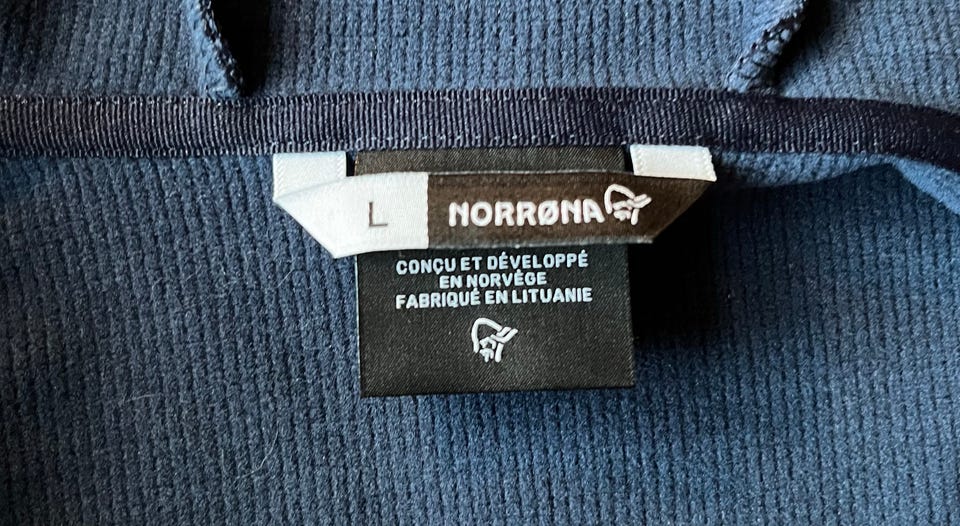 L
NORRØNA
CONÇU ET DÉVELOPPÉ
EN NORVÈGE
FABRIQUÉ EN LITUANIE